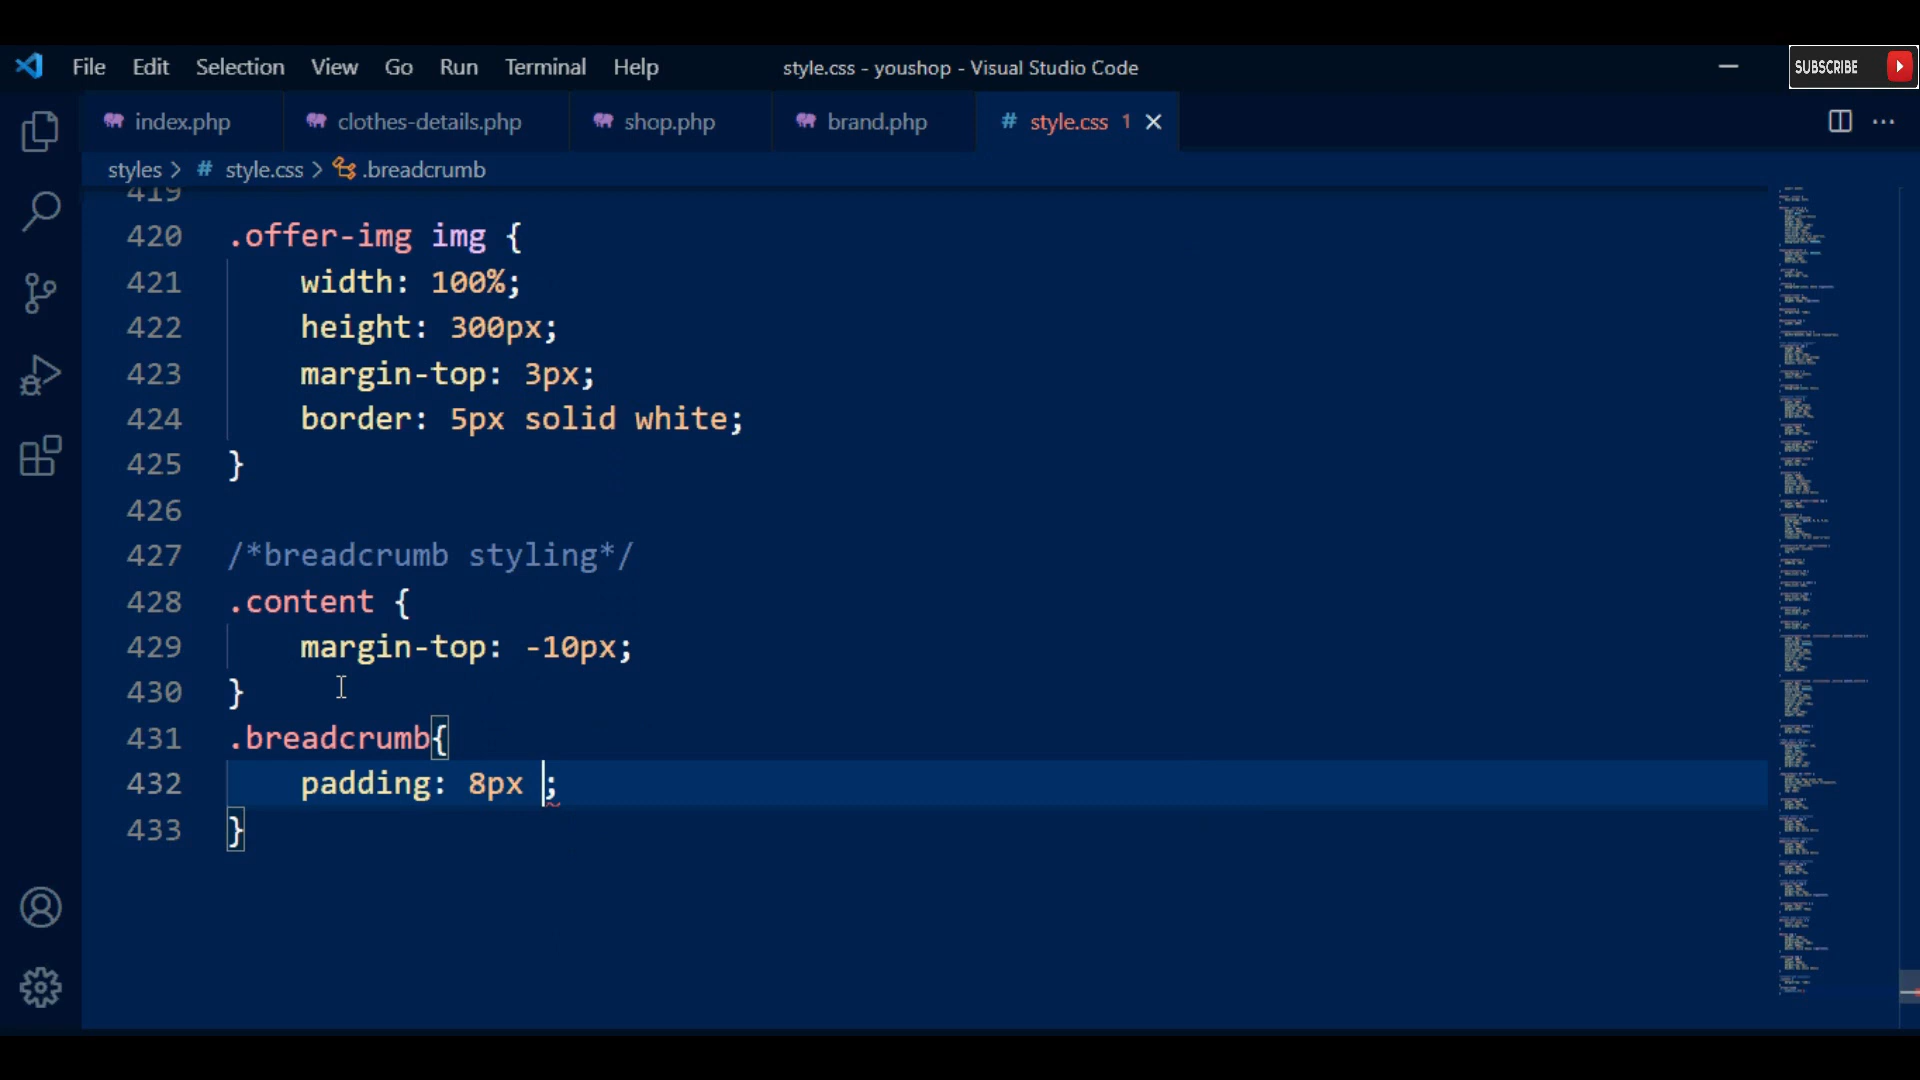 File Edit Selection View Go Run Terminal Help style.css - youshop - Visual Studio Code SUBSCRIBE
index.php clothes-details.php shop.php brand.php # style.css 1
styles > # style.css > .breadcrumb
419
420 .offer-img img {
421 width: 100%;
422 height: 300px;
423 margin-top: 3px;
424 border: 5px solid white;
425 }
426
427 /*breadcrumb styling*/
428 .content {
429 margin-top: -10px;
430 }
431 .breadcrumb{
432 padding: 8px ;
433 }